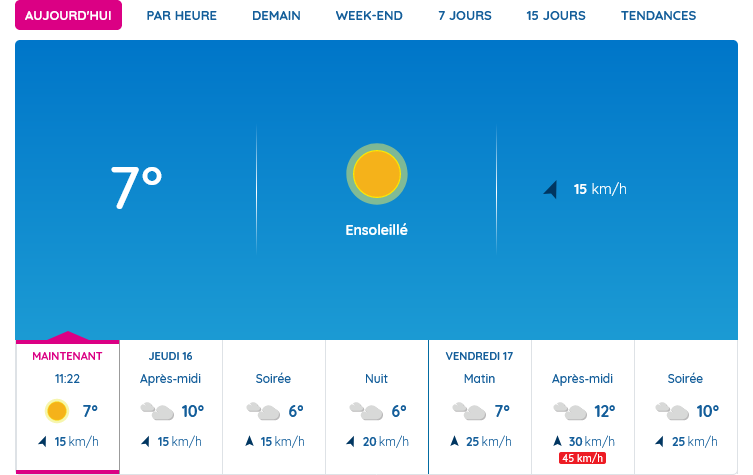 AUJOURD'HUI PAR HEURE DEMAIN WEEK-END 7 JOURS 15 JOURS TENDANCES
7°
15 km/h
Ensoleillé
MAINTENANT JEUDI 16 VENDREDI 17
11:22 Après-midi Soirée Nuit Matin Après-midi Soirée
7° 10° 6° 6° 7° 12° 10°
15 km/h 15 km/h 15 km/h 20 km/h 25 km/h 30 km/h 25 km/h
45 km/h